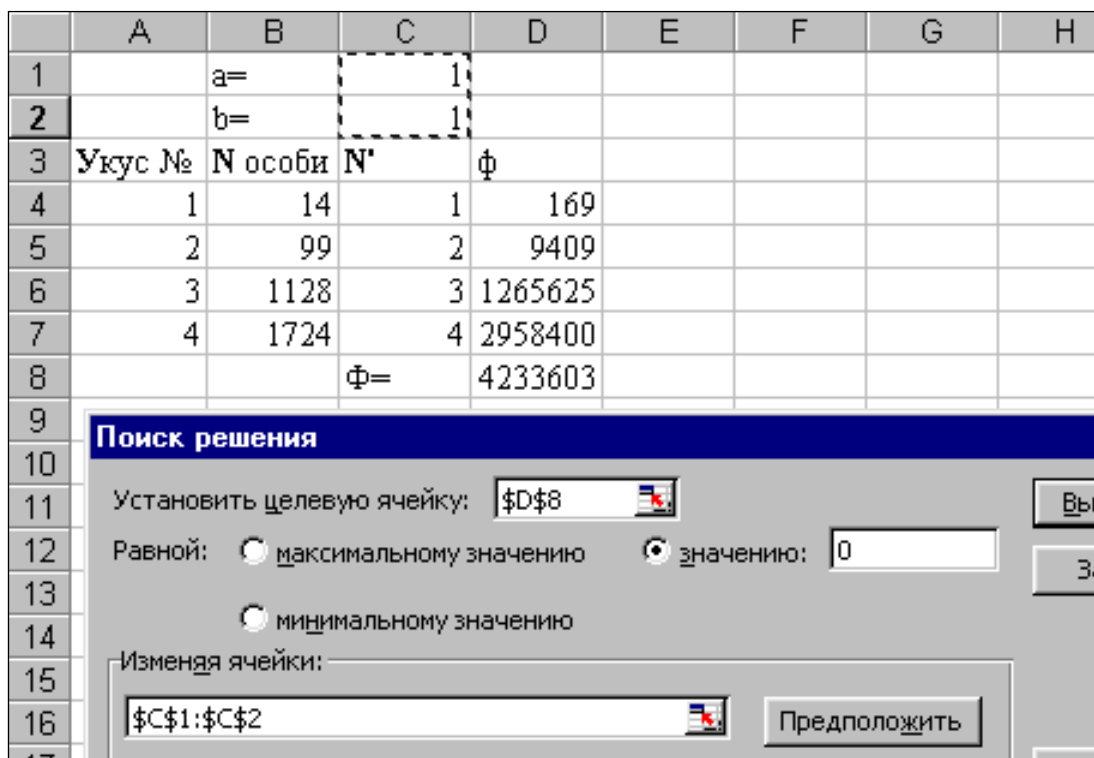 A B C D E F G H
1 a= 1
2 b= 1
3 Укус № N особи N' ф
4 1 14 1 169
5 2 99 2 9409
6 3 1128 3 1265625
7 4 1724 4 2958400
8 Ф= 4233603
9
Поиск решения
10
11 Установить целевую ячейку: $D$8
12 Равной: максимальному значению значению: 0
13
14 минимальному значению
15 Изменяя ячейки:
16 $C$1:$C$2 Предположить